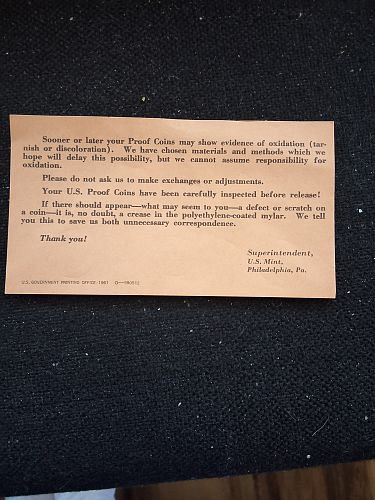 Sooner or later your Proof Coins may show evidence of oxidation (tar-
nish or discoloration). We have chosen materials and methods which we
hope will delay this possibility, but we cannot assume responsibility for
oxidation.
Please do not ask us to make exchanges or adjustments.
Your U.S. Proof Coins have been carefully inspected before release!
If there should appear—what may seem to you—a defect or scratch on
a coin—it is, no doubt, a crease in the polyethylene-coated mylar. We tell
you this to save us both unnecessary correspondence.
Thank you!
Superintendent,
U.S. Mint,
Philadelphia, Pa.
U.S. GOVERNMENT PRINTING OFFICE: 1961 O—